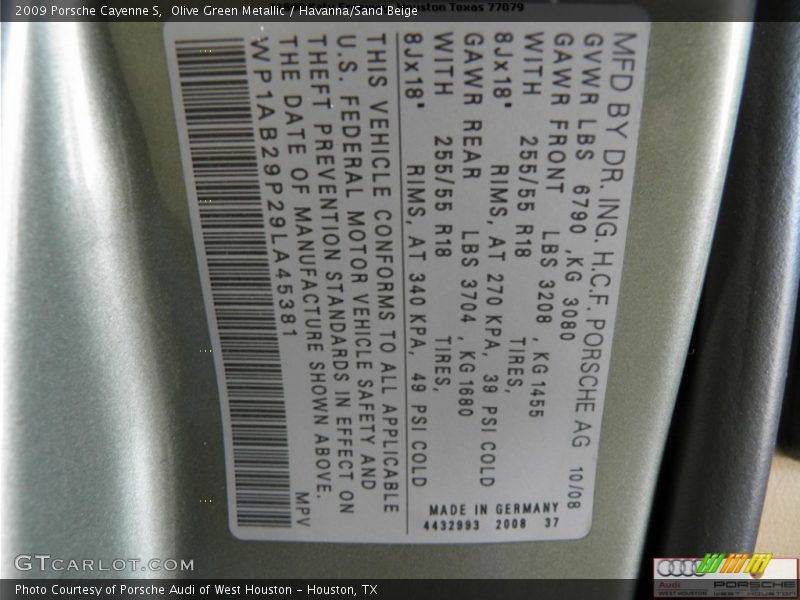 2009 Porsche Cayenne S, Olive Green Metallic / Havanna/Sand Beige
Houston Texas 77079
MFD BY DR. ING. H.C.F. PORSCHE AG 10/08
GVWR LBS 6790 ,KG 3080
GAWR FRONT LBS 3208 , KG 1455
WITH 255/55 R18 TIRES,
8Jx18" RIMS, AT 270 KPA, 39 PSI COLD
GAWR REAR LBS 3704 , KG 1680
WITH 255/55 R18 TIRES,
8Jx18" RIMS, AT 340 KPA, 49 PSI COLD
MADE IN GERMANY
4432993 2008 37
THIS VEHICLE CONFORMS TO ALL APPLICABLE
U.S. FEDERAL MOTOR VEHICLE SAFETY AND
THEFT PREVENTION STANDARDS IN EFFECT ON
THE DATE OF MANUFACTURE SHOWN ABOVE.
WP1AB29P29LA45381
MPV
GTCARLOT.COM
Photo Courtesy of Porsche Audi of West Houston - Houston, TX
Audi
WEST HOUSTON
PORSCHE
WEST HOUSTON